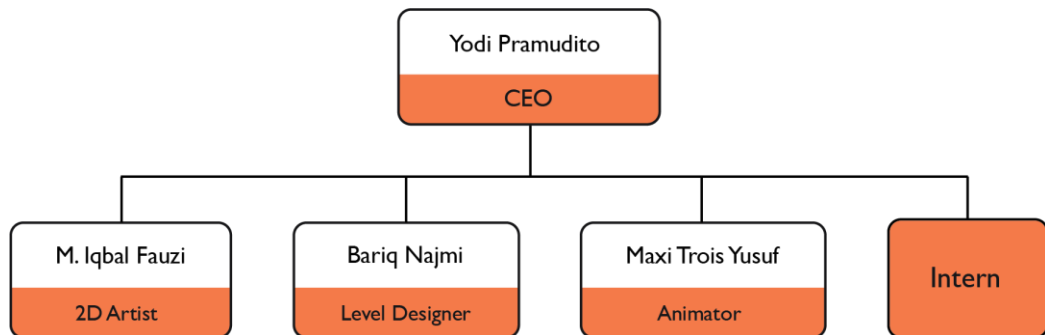 Yodi Pramudito
CEO
M. Iqbal Fauzi
2D Artist
Bariq Najmi
Level Designer
Maxi Trois Yusuf
Animator
Intern